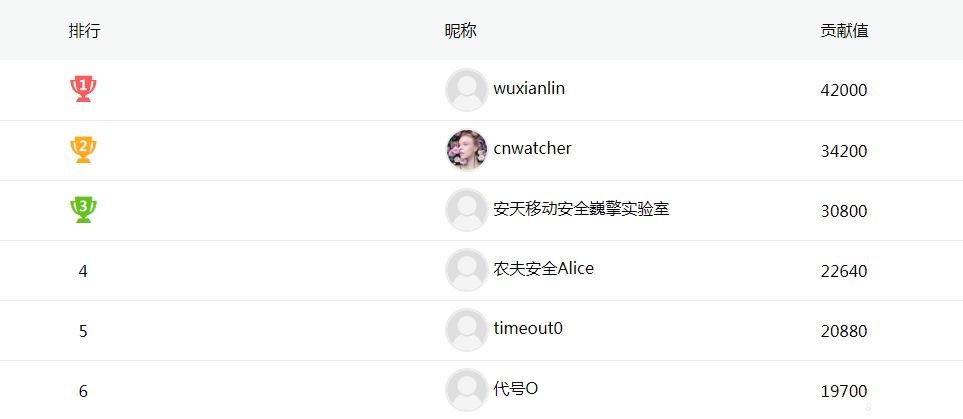 排行 昵称 贡献值
1 wuxianlin 42000
2 cnwatcher 34200
3 安天移动安全巍擎实验室 30800
4 农夫安全Alice 22640
5 timeout0 20880
6 代号O 19700